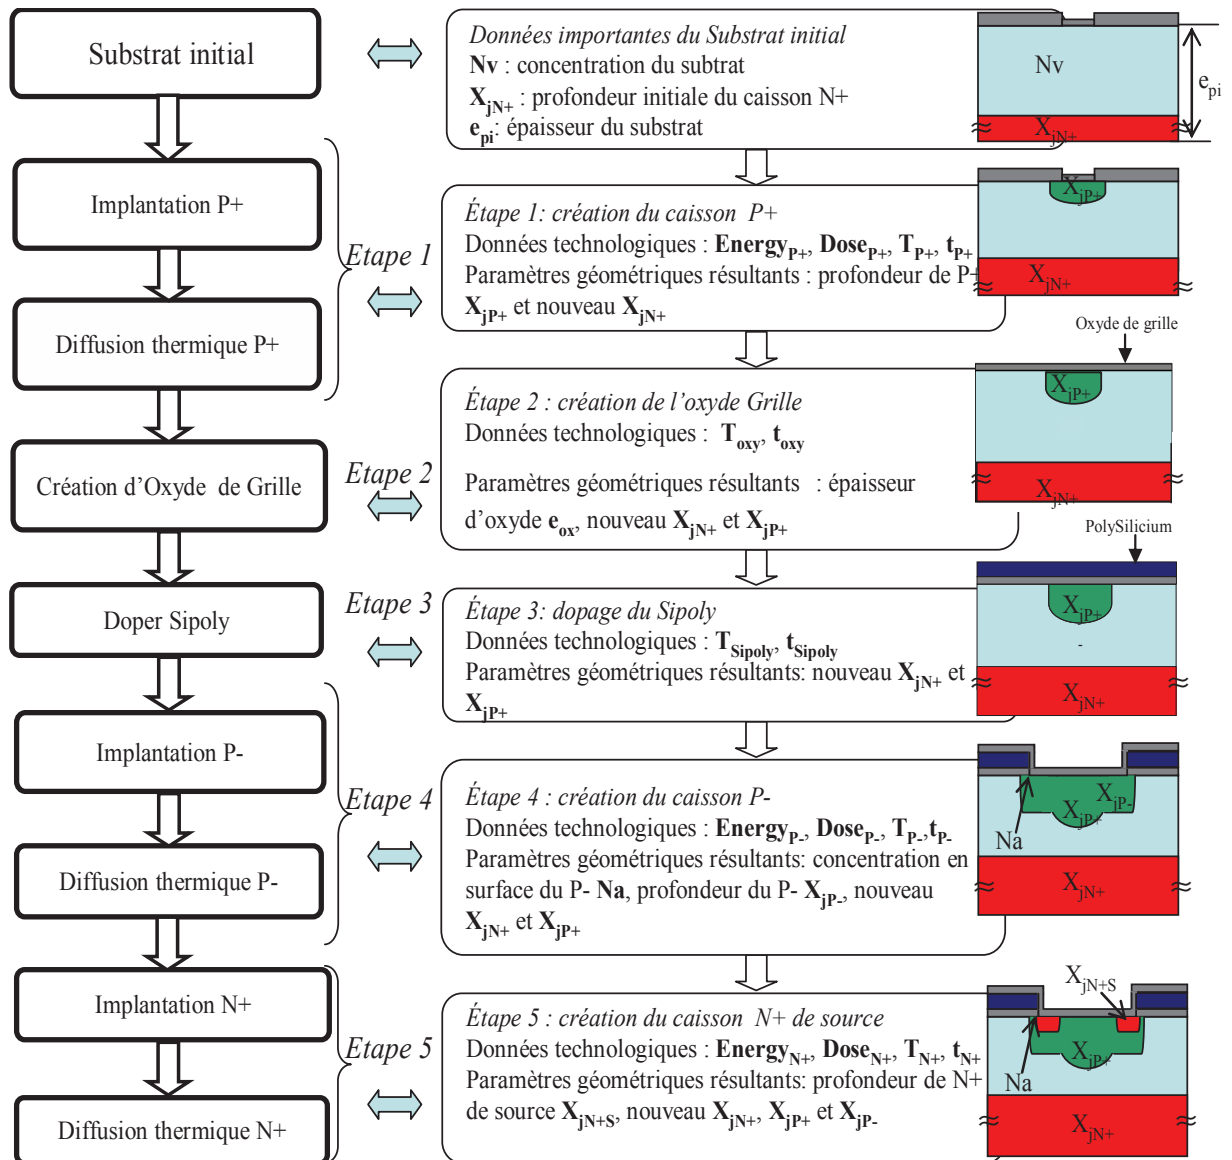 Substrat initial
Données importantes du Substrat initial
Nv : concentration du subtrat
XjN+ : profondeur initiale du caisson N+
epi: épaisseur du substrat
Nv
epi
XjN+
Implantation P+
Diffusion thermique P+
Etape 1
Étape 1: création du caisson P+
Données technologiques : EnergyP+, DoseP+, TP+, tP+
Paramètres géométriques résultants : profondeur de P+
XjP+ et nouveau XjN+
XjP+
XjN+
Création d'Oxyde de Grille
Etape 2
Étape 2 : création de l'oxyde Grille
Données technologiques : Toxy, toxy
Paramètres géométriques résultants : épaisseur
d'oxyde eox, nouveau XjN+ et XjP+
Oxyde de grille
XjP+
XjN+
Doper Sipoly
Etape 3
Étape 3: dopage du Sipoly
Données technologiques : TSipoly, tSipoly
Paramètres géométriques résultants: nouveau XjN+ et
XjP+
PolySilicium
XjP+
-
XjN+
Implantation P-
Diffusion thermique P-
Etape 4
Étape 4 : création du caisson P-
Données technologiques : EnergyP-, DoseP-, TP-,tP-
Paramètres géométriques résultants: concentration en
surface du P- Na, profondeur du P- XjP-, nouveau
XjN+ et XjP+
XjP-
XjP+
Na
XjN+
Implantation N+
Diffusion thermique N+
Etape 5
Étape 5 : création du caisson N+ de source
Données technologiques : EnergyN+, DoseN+, TN+, tN+
Paramètres géométriques résultants: profondeur de N+
de source XjN+S, nouveau XjN+, XjP+ et XjP-
XjN+S
XjP+
Na
XjN+